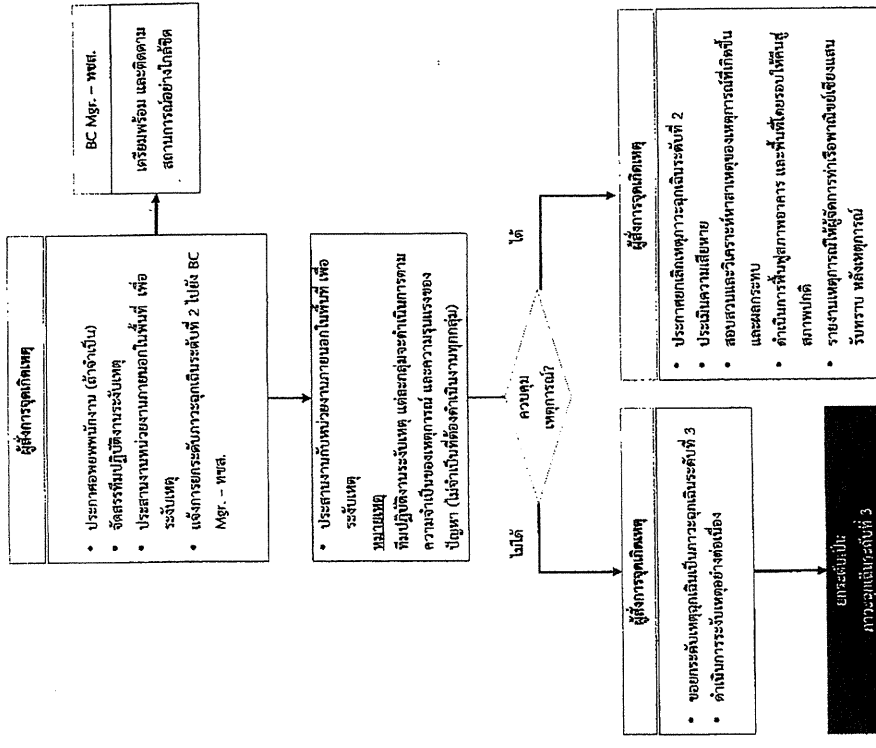 ผู้สั่งการจุดเกิดเหตุ
• ประกาศอพยพพนักงาน (ถ้าจำเป็น)
• จัดสรรทีมปฏิบัติงานระงับเหตุ
• ประสานงานหน่วยงานภายนอกในพื้นที่ เพื่อ
ระงับเหตุ
• แจ้งการยกระดับภาวะฉุกเฉินระดับที่ 2 ไปยัง BC
Mgr. – ทชส.
BC Mgr. – ทชส.
เตรียมพร้อม และติดตาม
สถานการณ์อย่างใกล้ชิด
• ประสานงานกับหน่วยงานภายนอกในพื้นที่ เพื่อ
ระงับเหตุ
หมายเหตุ
ทีมปฏิบัติงานระงับเหตุ แต่ละกลุ่มจะดำเนินการตาม
ความจำเป็นของเหตุการณ์ และความรุนแรงของ
ปัญหา (ไม่จำเป็นที่ต้องดำเนินงานทุกกลุ่ม)
ควบคุม
เหตุการณ์?
ไม่ได้
ได้
ผู้สั่งการจุดเกิดเหตุ
• ขอยกระดับเหตุฉุกเฉินเป็นภาวะฉุกเฉินระดับที่ 3
• ดำเนินการระงับเหตุอย่างต่อเนื่อง
ยกระดับเป็น
ภาวะฉุกเฉินระดับที่ 3
ผู้สั่งการจุดเกิดเหตุ
• ประกาศยกเลิกเหตุภาวะฉุกเฉินระดับที่ 2
• ประเมินความเสียหาย
• สอบสวนและวิเคราะห์หาสาเหตุของเหตุการณ์ที่เกิดขึ้น
และผลกระทบ
• ดำเนินการฟื้นฟูสภาพอาคาร และพื้นที่โดยรอบให้คืนสู่
สภาพปกติ
• รายงานเหตุการณ์ให้ผู้จัดการท่าเรือพาณิชย์เชียงแสน
รับทราบ หลังเหตุการณ์